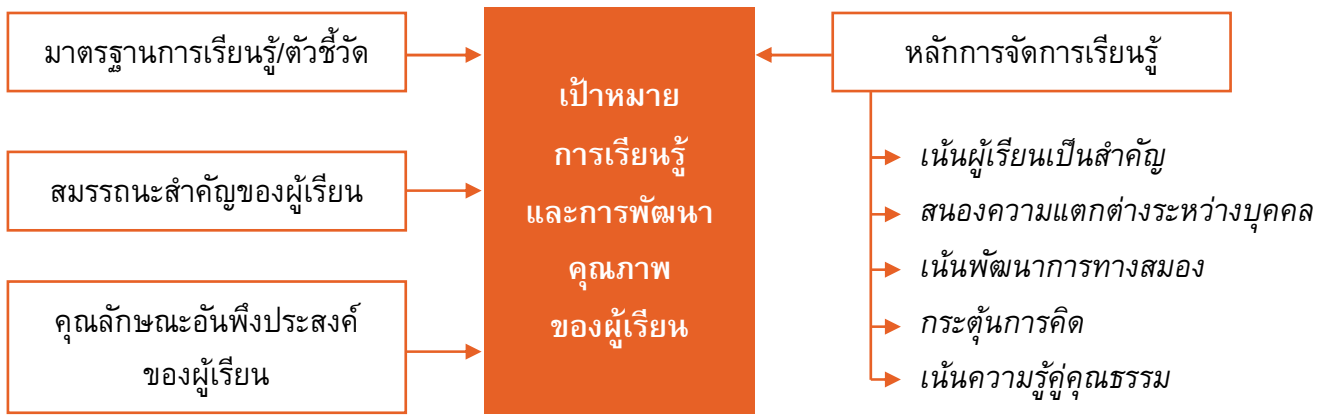 มาตรฐานการเรียนรู้/ตัวชี้วัด
สมรรถนะสำคัญของผู้เรียน
คุณลักษณะอันพึงประสงค์
ของผู้เรียน
เป้าหมาย
การเรียนรู้
และการพัฒนา
คุณภาพ
ของผู้เรียน
หลักการจัดการเรียนรู้
เน้นผู้เรียนเป็นสำคัญ
สนองความแตกต่างระหว่างบุคคล
เน้นพัฒนาการทางสมอง
กระตุ้นการคิด
เน้นความรู้คู่คุณธรรม